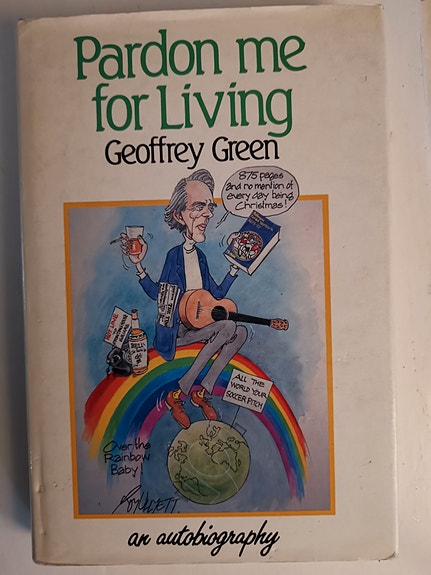 Pardon me
for Living
Geoffrey Green
875 pages
and no mention of
every day being
Christmas!
BELL'S
ALL THE
WORLD YOUR
SOCCER PITCH
Over the
Rainbow
Baby!
an autobiography